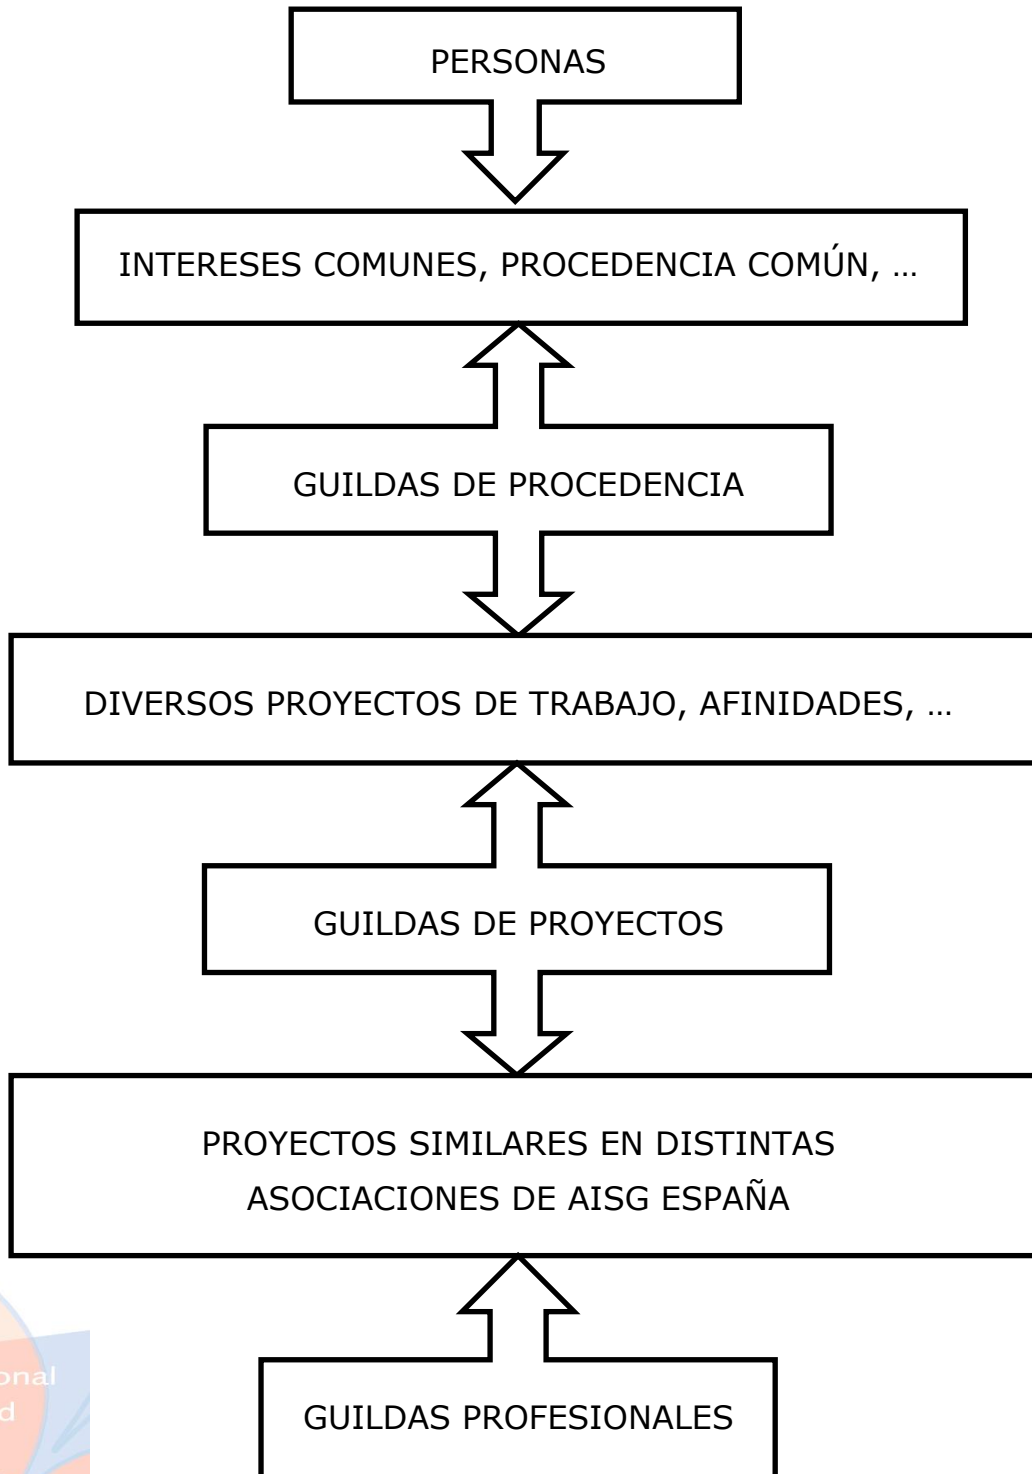 PERSONAS
INTERESES COMUNES, PROCEDENCIA COMÚN, …
GUILDAS DE PROCEDENCIA
DIVERSOS PROYECTOS DE TRABAJO, AFINIDADES, …
GUILDAS DE PROYECTOS
PROYECTOS SIMILARES EN DISTINTAS
ASOCIACIONES DE AISG ESPAÑA
GUILDAS PROFESIONALES
onal
d